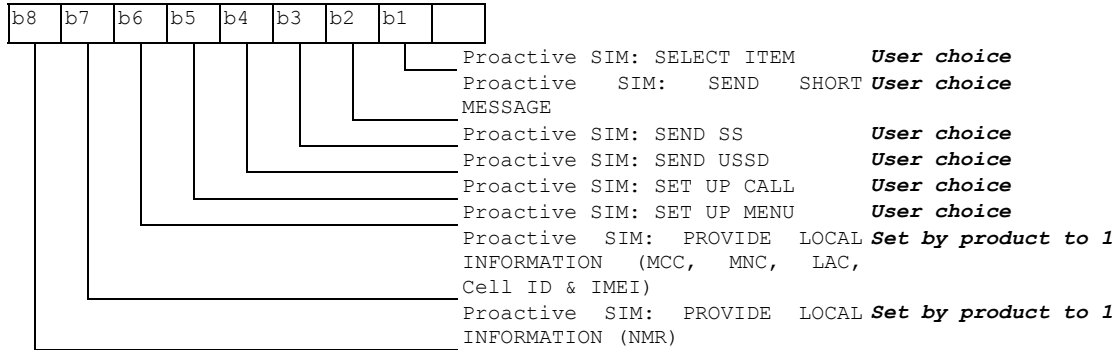 b8 b7 b6 b5 b4 b3 b2 b1
Proactive SIM: SELECT ITEM User choice
Proactive SIM: SEND SHORT User choice
MESSAGE
Proactive SIM: SEND SS User choice
Proactive SIM: SEND USSD User choice
Proactive SIM: SET UP CALL User choice
Proactive SIM: SET UP MENU User choice
Proactive SIM: PROVIDE LOCAL Set by product to 1
INFORMATION (MCC, MNC, LAC,
Cell ID & IMEI)
Proactive SIM: PROVIDE LOCAL Set by product to 1
INFORMATION (NMR)